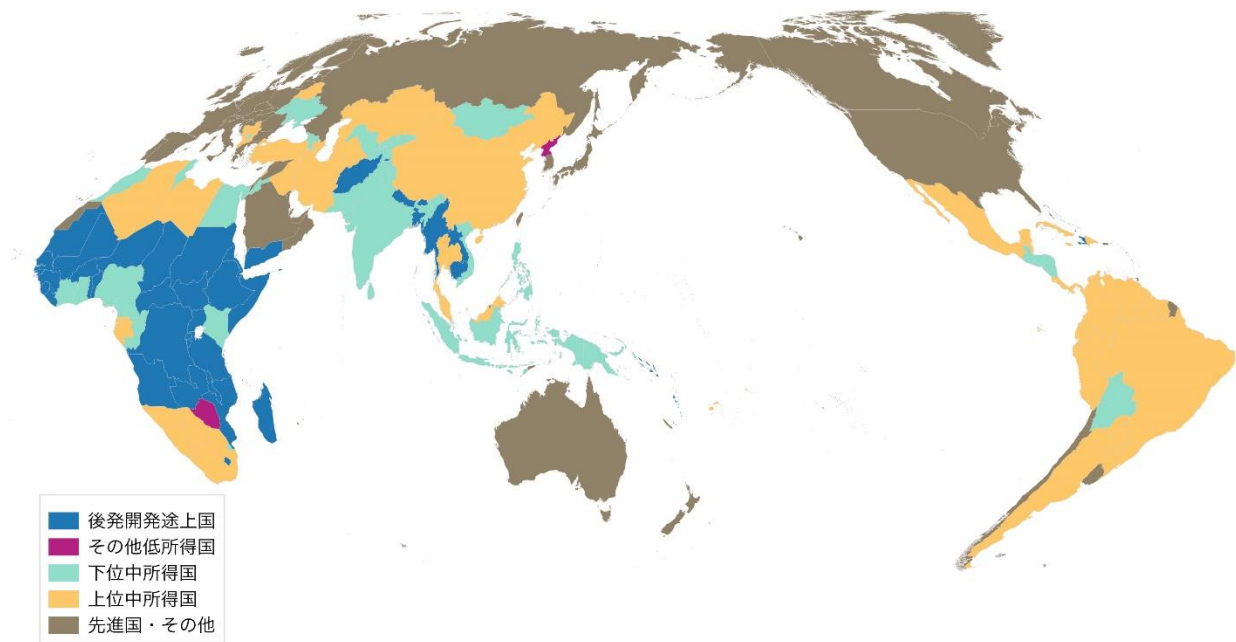 後発開発途上国
その他低所得国
下位中所得国
上位中所得国
先進国・その他